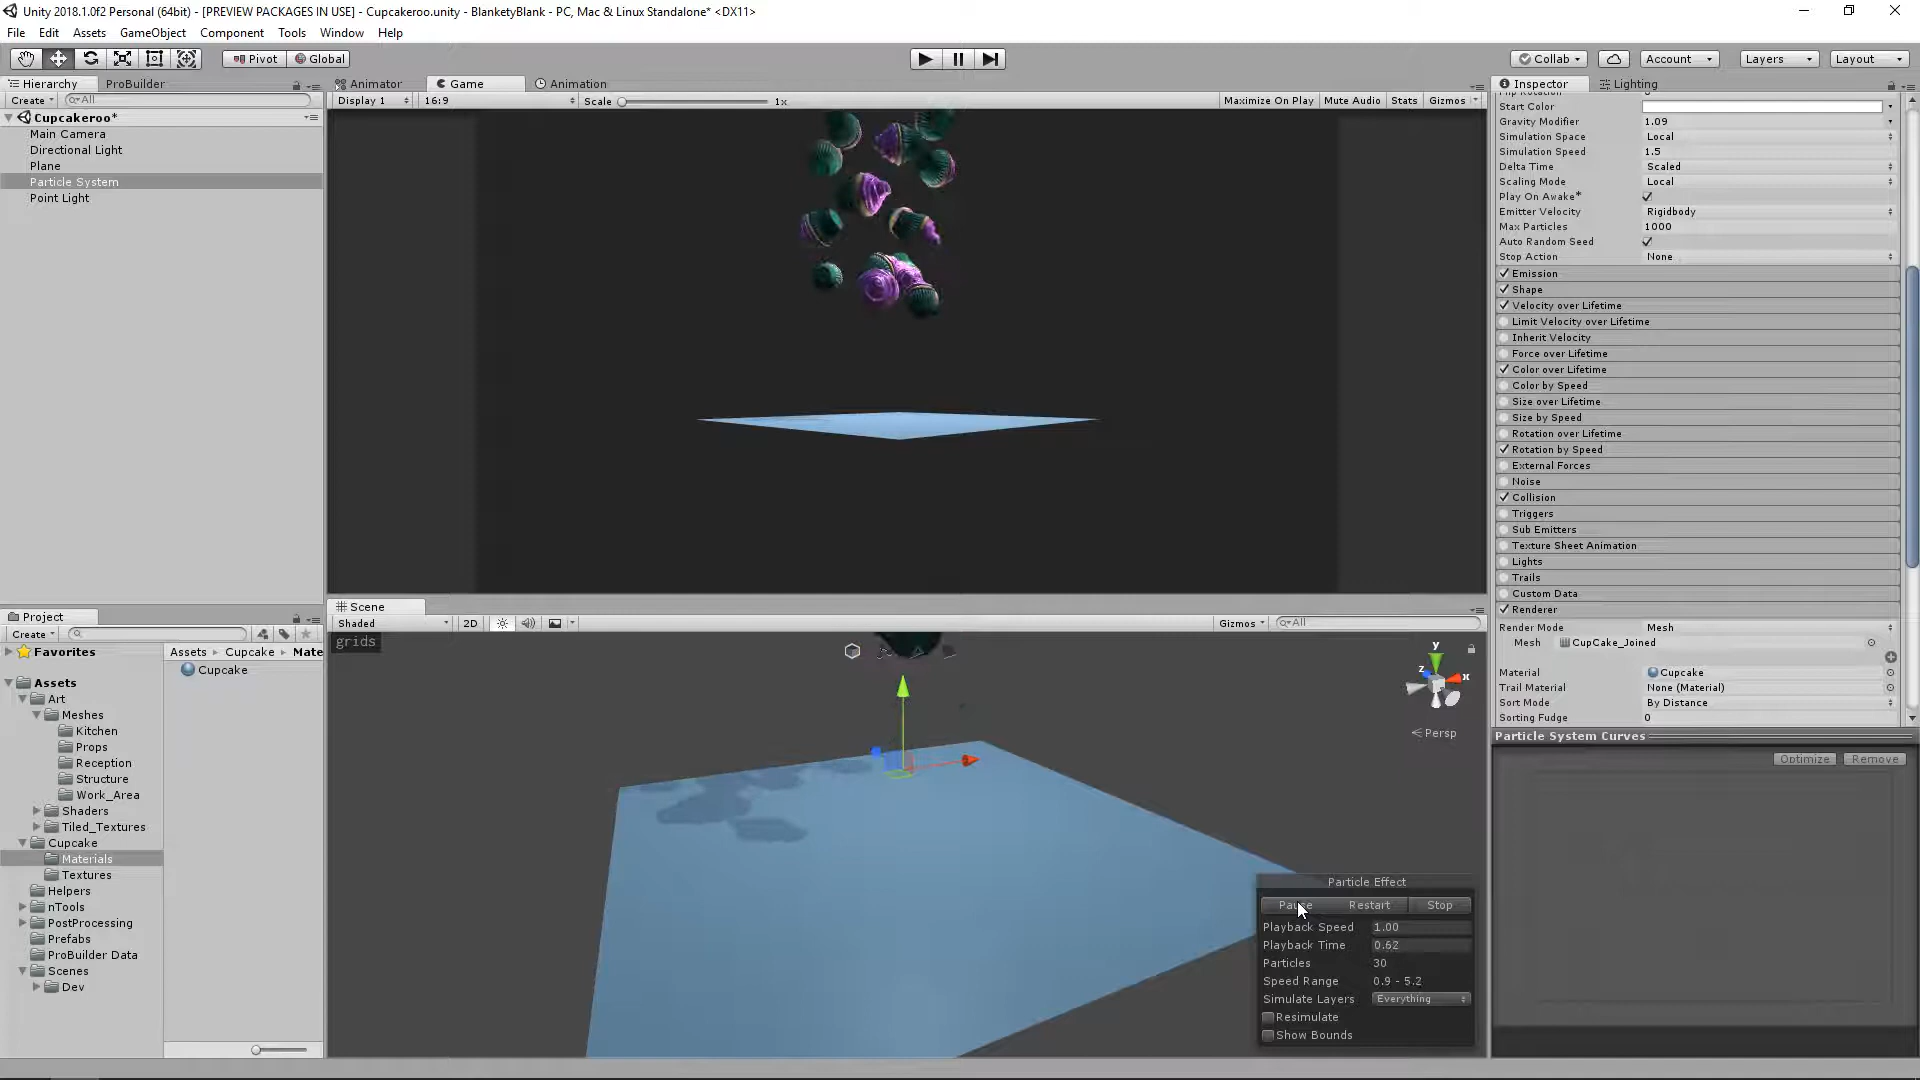 Unity 2018.1.0f2 Personal (64bit) - [PREVIEW PACKAGES IN USE] - Cupcakeroo.unity - BlanketyBlank - PC, Mac & Linux Standalone* <DX11>
File Edit Assets GameObject Component Tools Window Help
Pivot Global Collab Account Layers Layout
Hierarchy ProBuilder
Create All
Cupcakeroo*
Main Camera
Directional Light
Plane
Particle System
Point Light
Animator Game Animation
Display 1 16:9 Scale 1x Maximize On Play Mute Audio Stats Gizmos
Scene
Shaded 2D Gizmos All
grids
y
z
x
Persp
Particle Effect
Pause Restart Stop
Playback Speed 1.00
Playback Time 0.62
Particles 30
Speed Range 0.9 - 5.2
Simulate Layers Everything
Resimulate
Show Bounds
Project
Create
Favorites
Assets
Art
Meshes
Kitchen
Props
Reception
Structure
Work_Area
Shaders
Tiled_Textures
Cupcake
Materials
Textures
Helpers
nTools
PostProcessing
Prefabs
ProBuilder Data
Scenes
Dev
Assets Cupcake Mate
Cupcake
Inspector Lighting
Start Color
Gravity Modifier 1.09
Simulation Space Local
Simulation Speed 1.5
Delta Time Scaled
Scaling Mode Local
Play On Awake*
Emitter Velocity Rigidbody
Max Particles 1000
Auto Random Seed
Stop Action None
Emission
Shape
Velocity over Lifetime
Limit Velocity over Lifetime
Inherit Velocity
Force over Lifetime
Color over Lifetime
Color by Speed
Size over Lifetime
Size by Speed
Rotation over Lifetime
Rotation by Speed
External Forces
Noise
Collision
Triggers
Sub Emitters
Texture Sheet Animation
Lights
Trails
Custom Data
Renderer
Render Mode Mesh
Mesh CupCake_Joined
Material Cupcake
Trail Material None (Material)
Sort Mode By Distance
Sorting Fudge 0
Particle System Curves
Optimize Remove